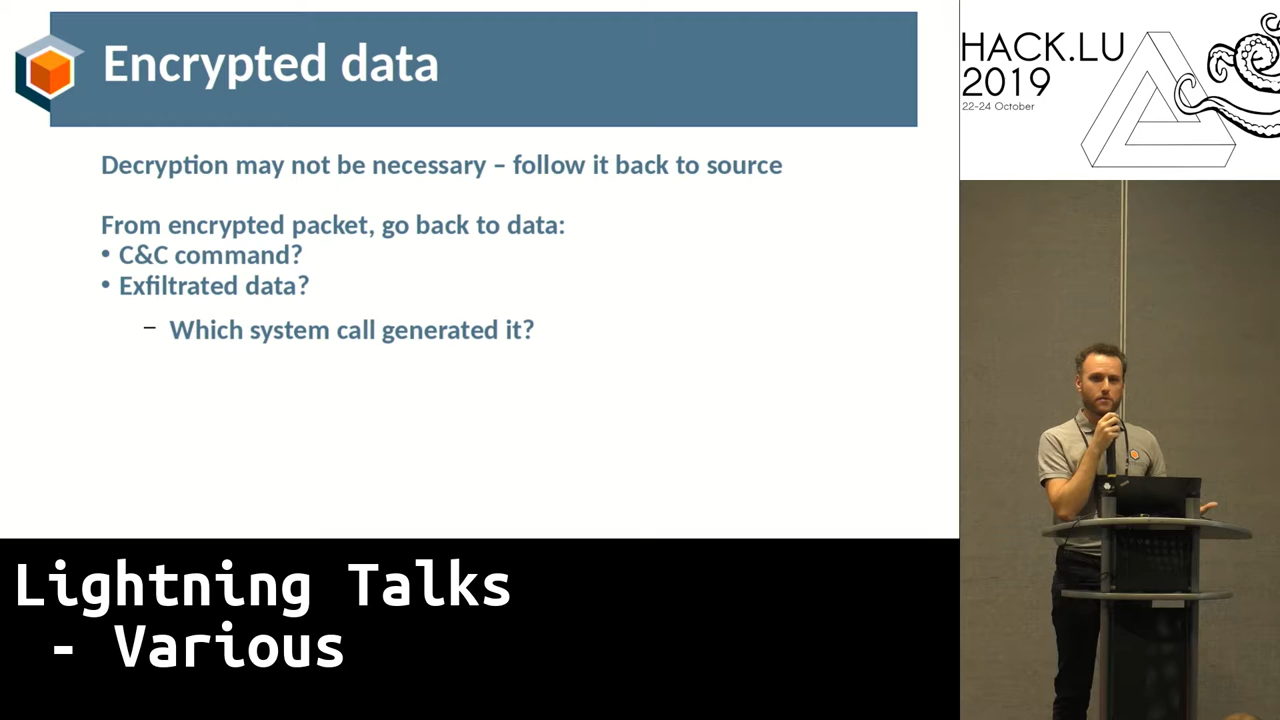 Encrypted data
Decryption may not be necessary – follow it back to source
From encrypted packet, go back to data:
• C&C command?
• Exfiltrated data?
– Which system call generated it?
Lightning Talks
- Various
HACK.LU
2019
22-24 October